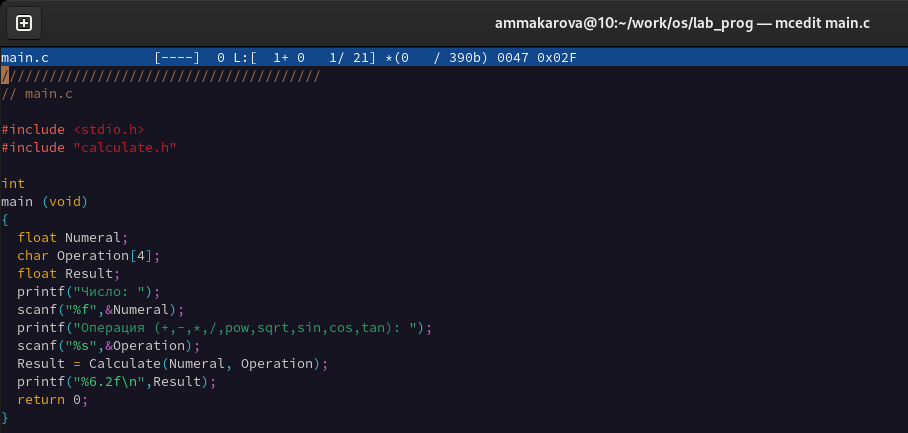 ammakarova@10:~/work/os/lab_prog — mcedit main.c
main.c             [----]  0 L:[  1+ 0   1/ 21] *(0   / 390b) 0047 0x02F
////////////////////////////////////////
// main.c
#include <stdio.h>
#include "calculate.h"
int
main (void)
{
  float Numeral;
  char Operation[4];
  float Result;
  printf("Число: ");
  scanf("%f",&Numeral);
  printf("Операция (+,-,*,/,pow,sqrt,sin,cos,tan): ");
  scanf("%s",&Operation);
  Result = Calculate(Numeral, Operation);
  printf("%6.2f\n",Result);
  return 0;
}